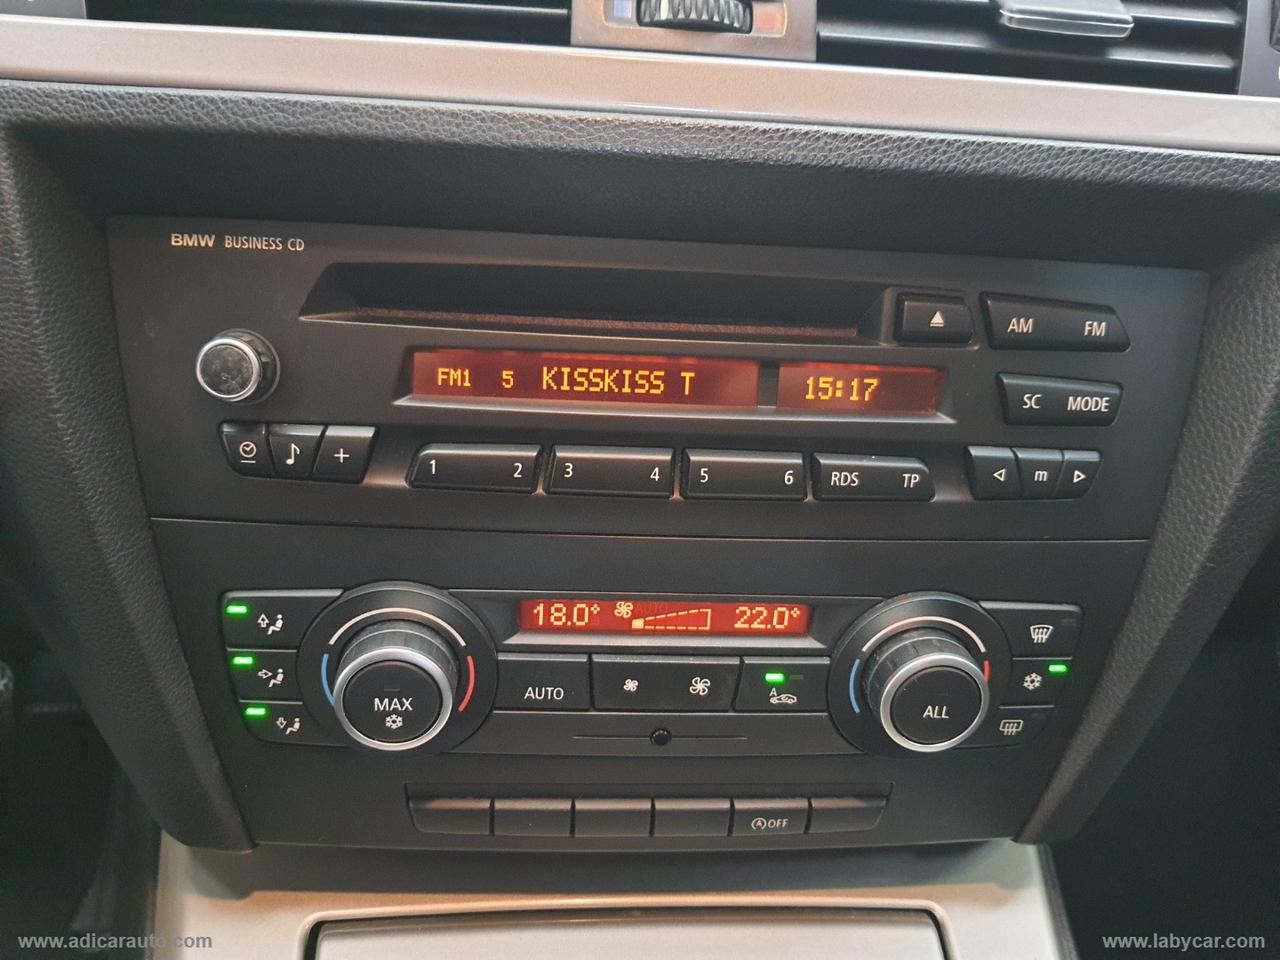 BMW BUSINESS CD
AM FM
FM1 5 KISSKISS T 15:17
SC MODE
+ 1 2 3 4 5 6 RDS TP m
18.0° AUTO 22.0°
MAX AUTO A ALL
A OFF
www.adicarauto.com www.labycar.com